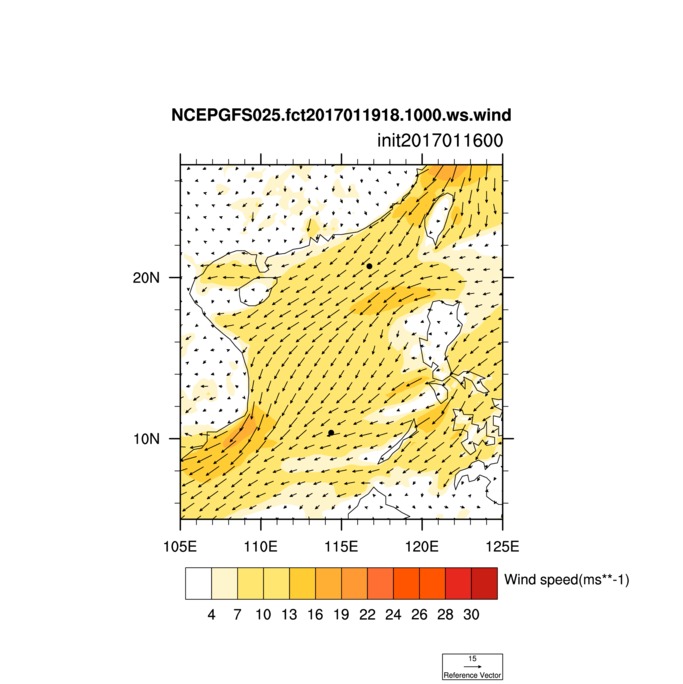 NCEPGFS025.fct2017011918.1000.ws.wind
init2017011600
20N
10N
105E 110E 115E 120E 125E
Wind speed(ms**-1)
4 7 10 13 16 19 22 24 26 28 30
15
Reference Vector